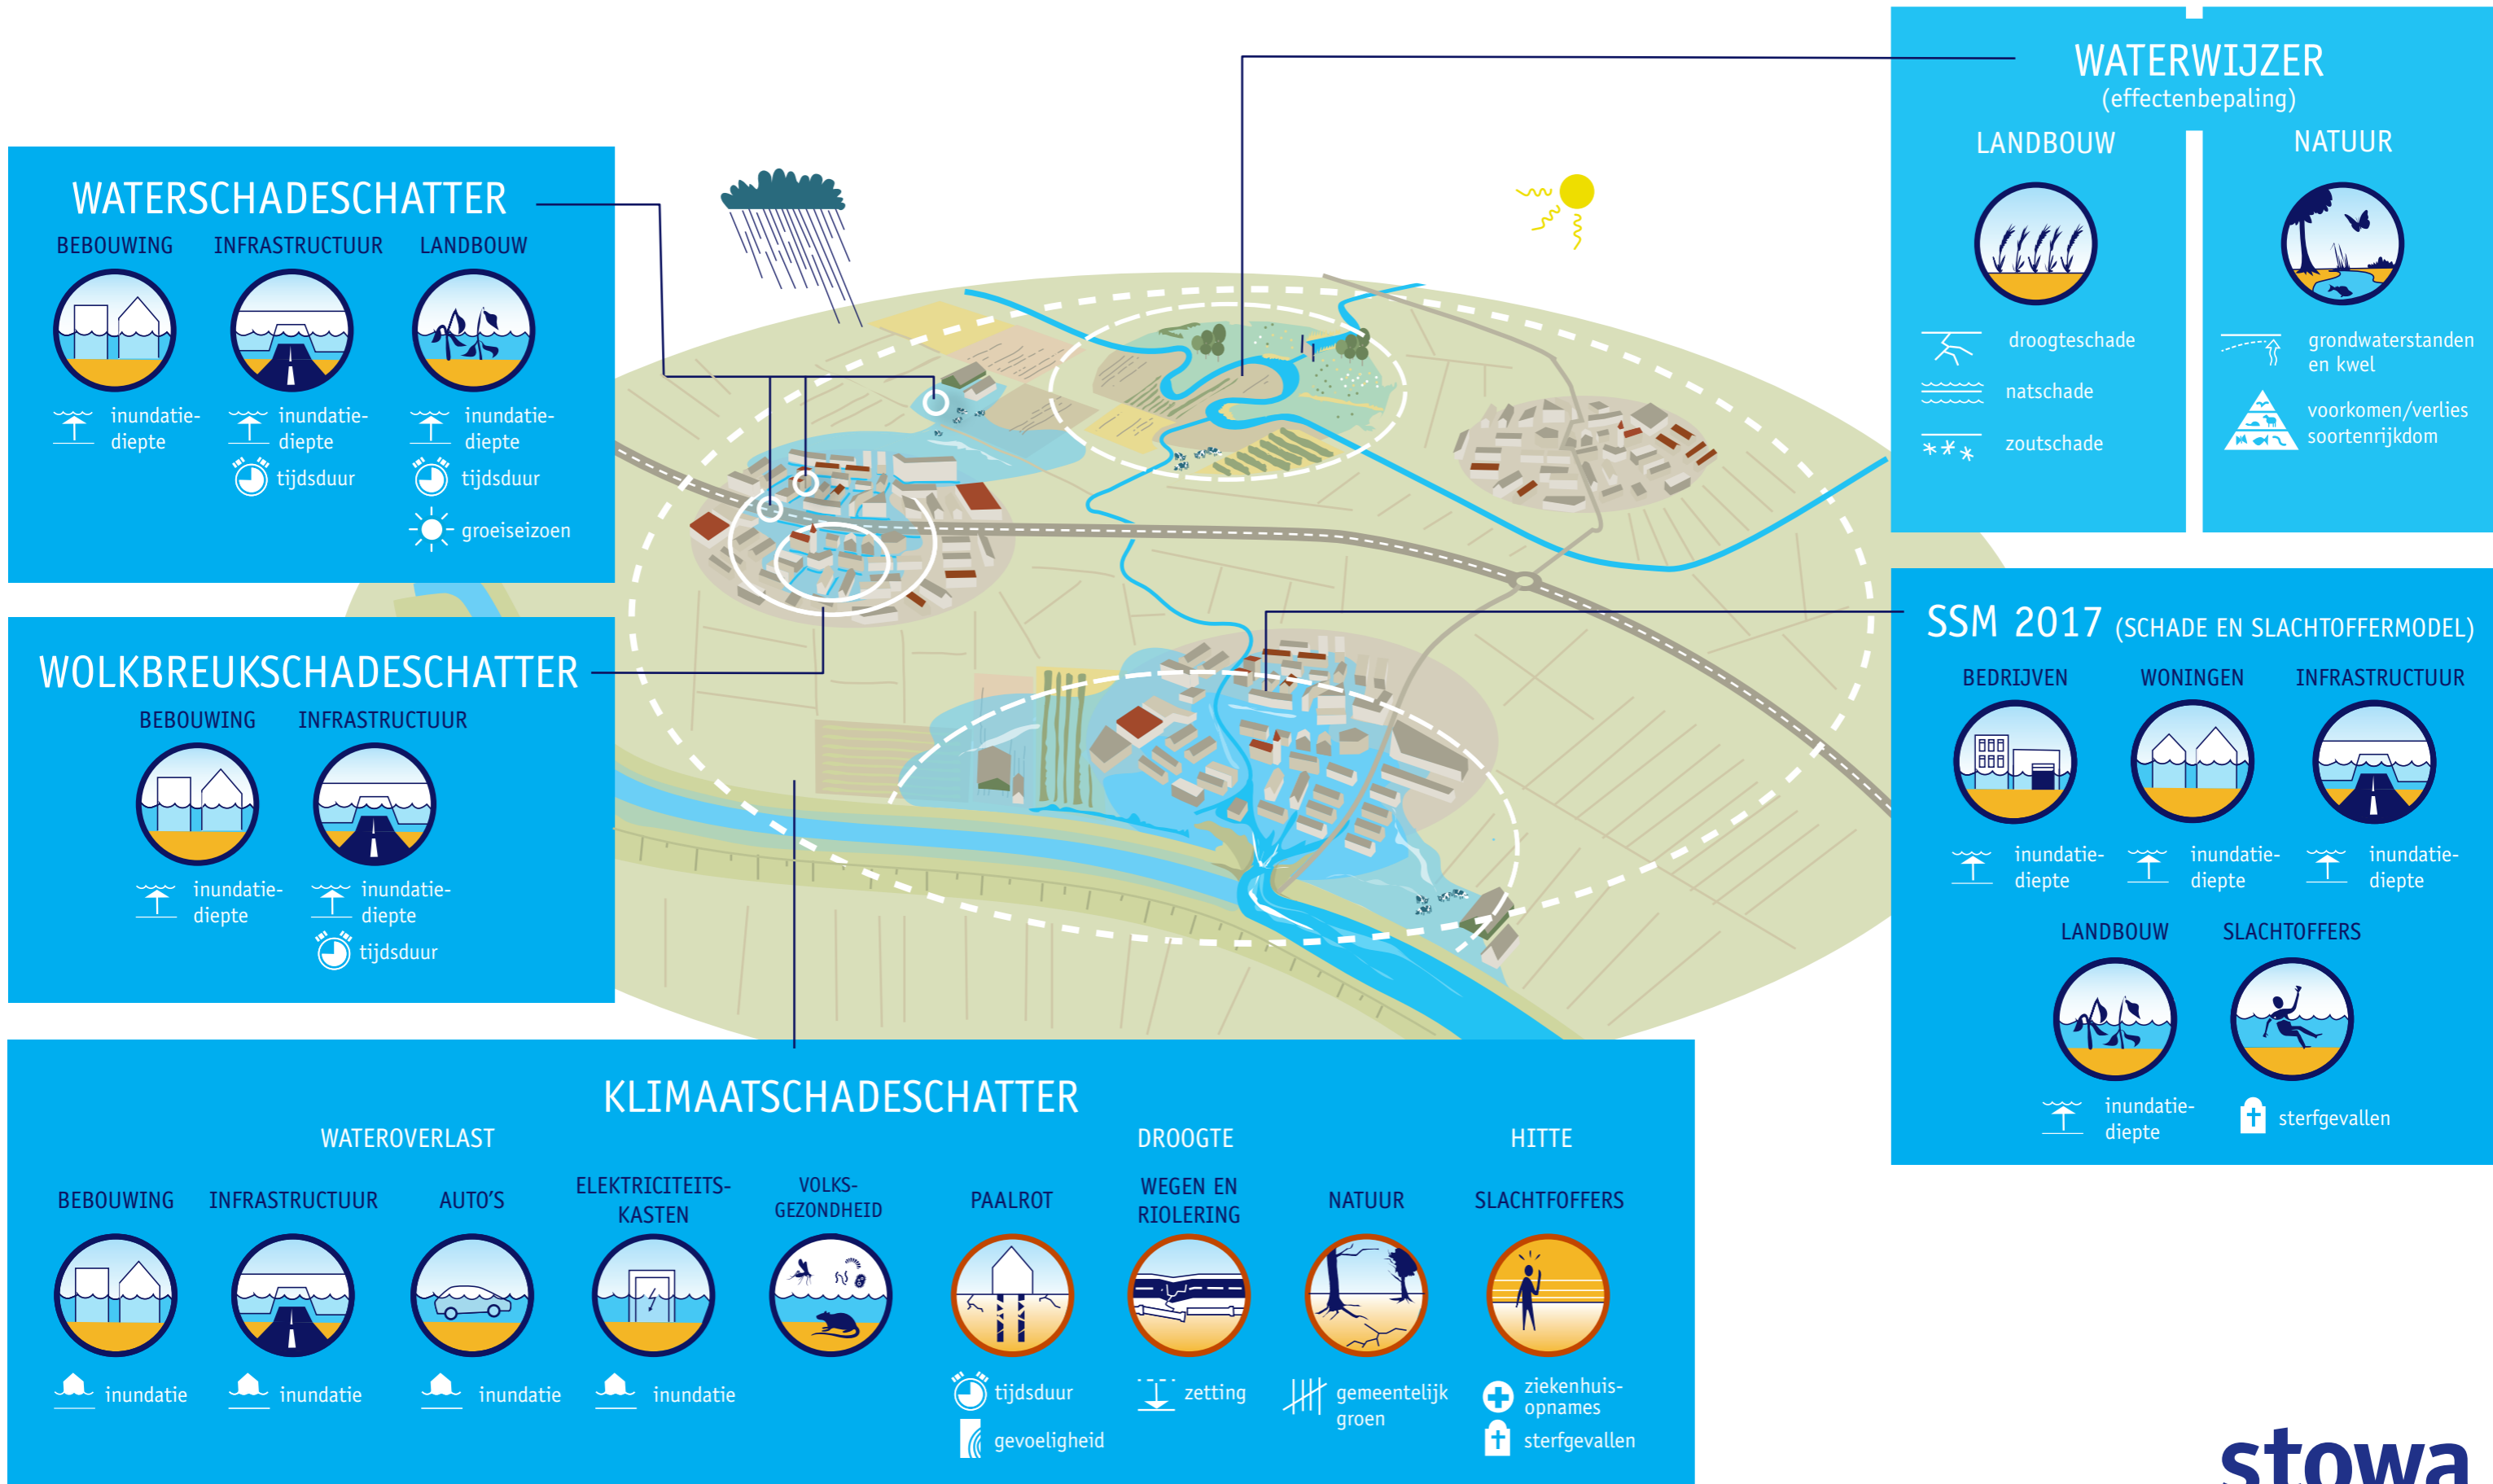 WATERSCHADESCHATTER
BEBOUWING INFRASTRUCTUUR LANDBOUW
inundatie- inundatie- inundatie-
diepte diepte diepte
tijdsduur tijdsduur
groeiseizoen
WOLKBREUKSCHADESCHATTER
BEBOUWING INFRASTRUCTUUR
inundatie- inundatie-
diepte diepte
tijdsduur
WATERWIJZER
(effectenbepaling)
LANDBOUW
droogteschade
natschade
zoutschade
NATUUR
grondwaterstanden
en kwel
voorkomen/verlies
soortenrijkdom
SSM 2017 (SCHADE EN SLACHTOFFERMODEL)
BEDRIJVEN WONINGEN INFRASTRUCTUUR
inundatie- inundatie- inundatie-
diepte diepte diepte
LANDBOUW SLACHTOFFERS
inundatie-
diepte
sterfgevallen
KLIMAATSCHADESCHATTER
WATEROVERLAST DROOGTE HITTE
BEBOUWING INFRASTRUCTUUR AUTO'S
ELEKTRICITEITS-
KASTEN
VOLKS-
GEZONDHEID
PAALROT
WEGEN EN
RIOLERING
NATUUR
SLACHTFOFFERS
inundatie inundatie inundatie inundatie
tijdsduur
gevoeligheid
zetting
gemeentelijk
groen
ziekenhuis-
opnames
sterfgevallen
stowa